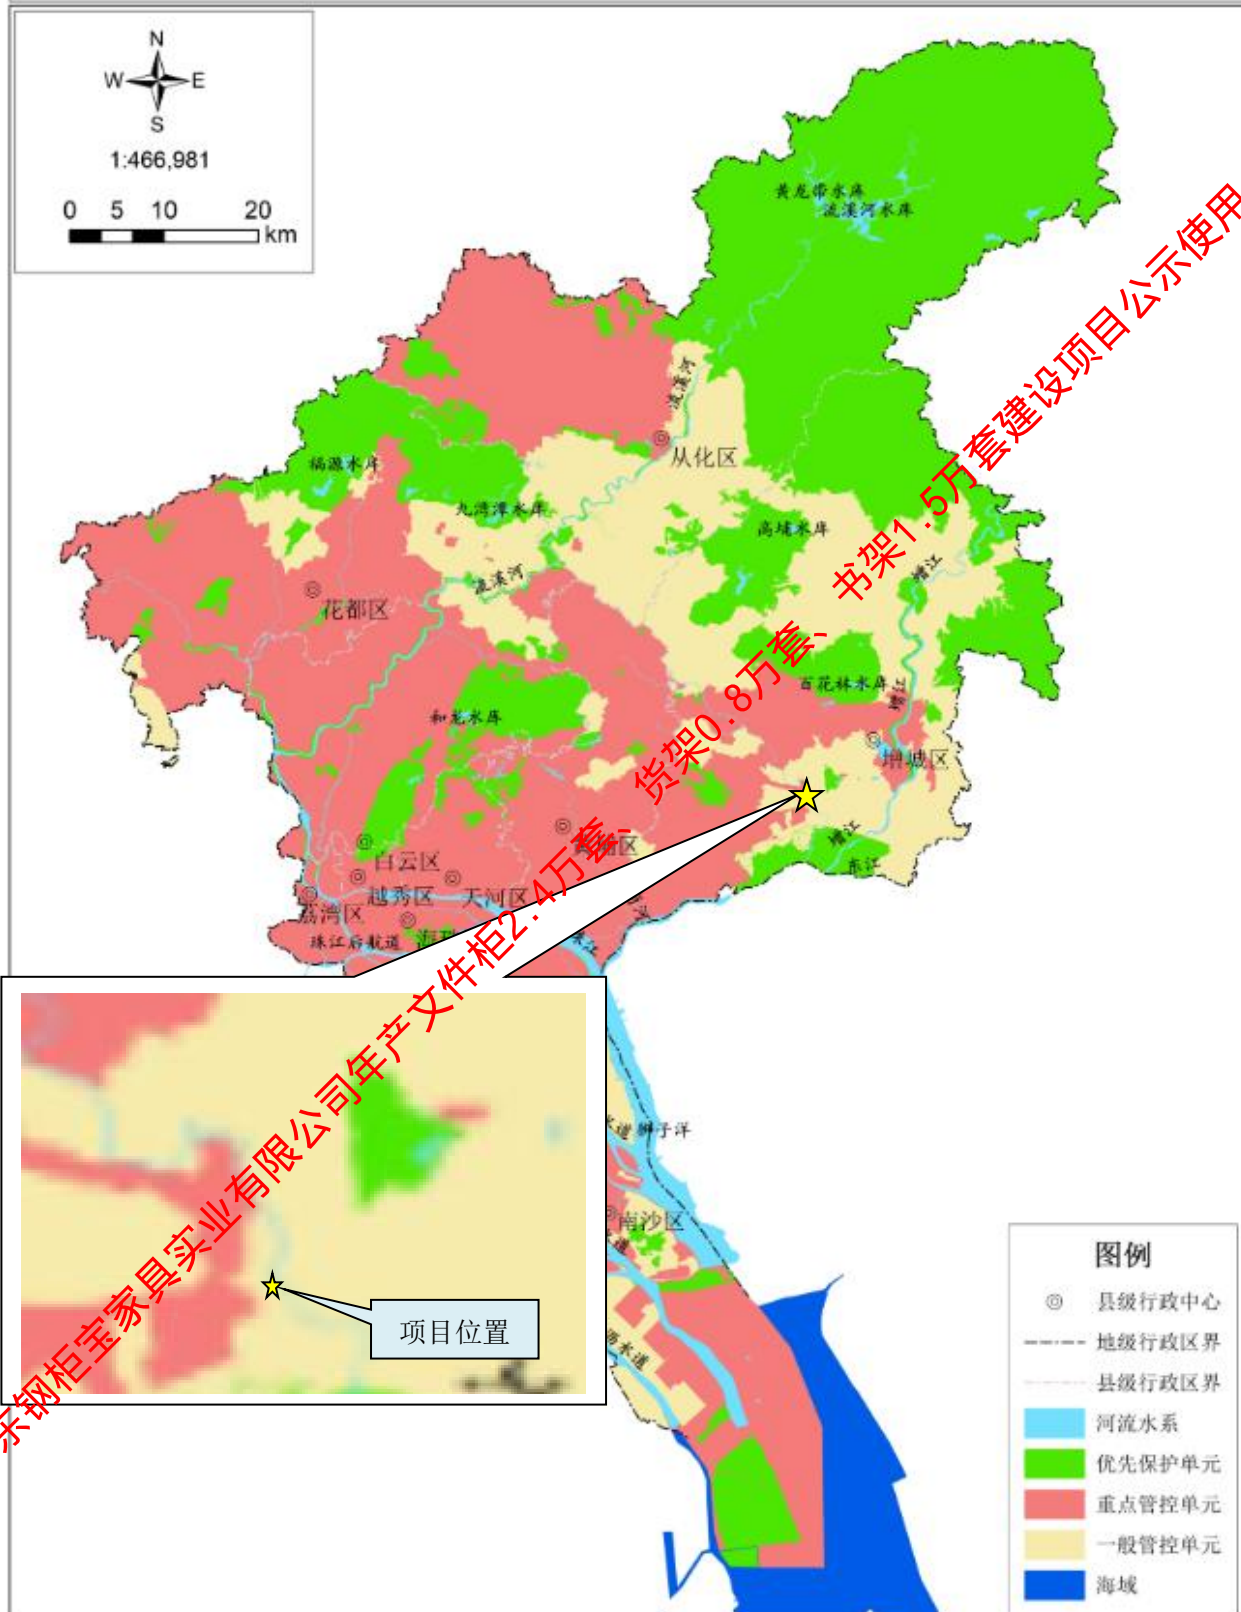 N
W E
S
1:466,981
0 5 10 20
km
黄龙带水库
流溪河水库
流溪河
从化区
福源水库
九湾潭水库
高埔水库
增江
流溪河
花都区
百花林水库
增江
和龙水库
增城区
增江
东江
白云区
越秀区
天河区
荔湾区
珠江后航道
狮子洋
南沙区
项目位置
钢柜宝家具实业有限公司年产文件柜2.4万套、货架0.8万套、书架1.5万套建设项目公示使用
图例
县级行政中心
地级行政区界
县级行政区界
河流水系
优先保护单元
重点管控单元
一般管控单元
海域